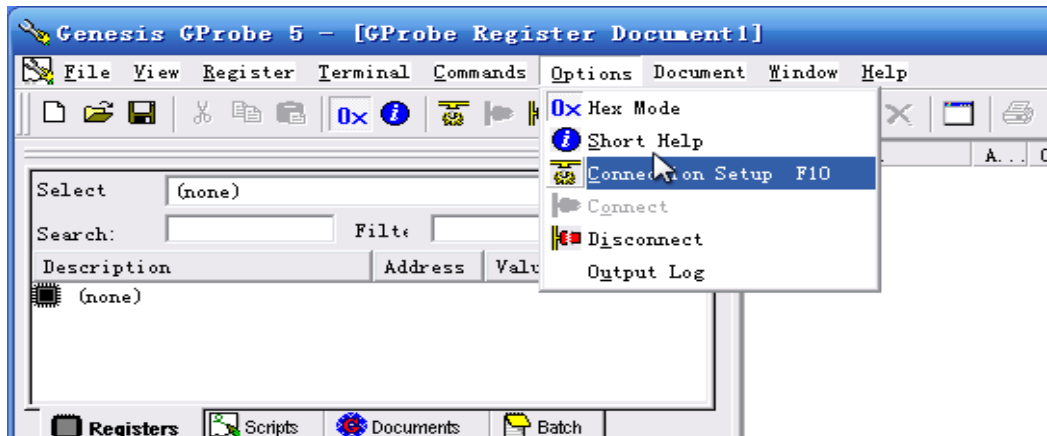 Genesis GProbe 5 - [GProbe Register Document1]
File View Register Terminal Commands Options Document Window Help
0x Hex Mode
Short Help
Connection Setup F10
Connect
Disconnect
Output Log
A...
Select (none)
Search: Filte
Description Address Valu
(none)
Registers Scripts Documents Batch